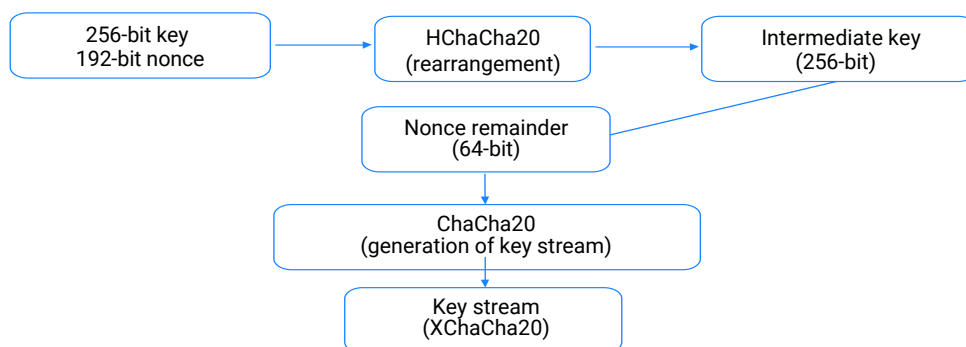 256-bit key
192-bit nonce
HChaCha20
(rearrangement)
Intermediate key
(256-bit)
Nonce remainder
(64-bit)
ChaCha20
(generation of key stream)
Key stream
(XChaCha20)